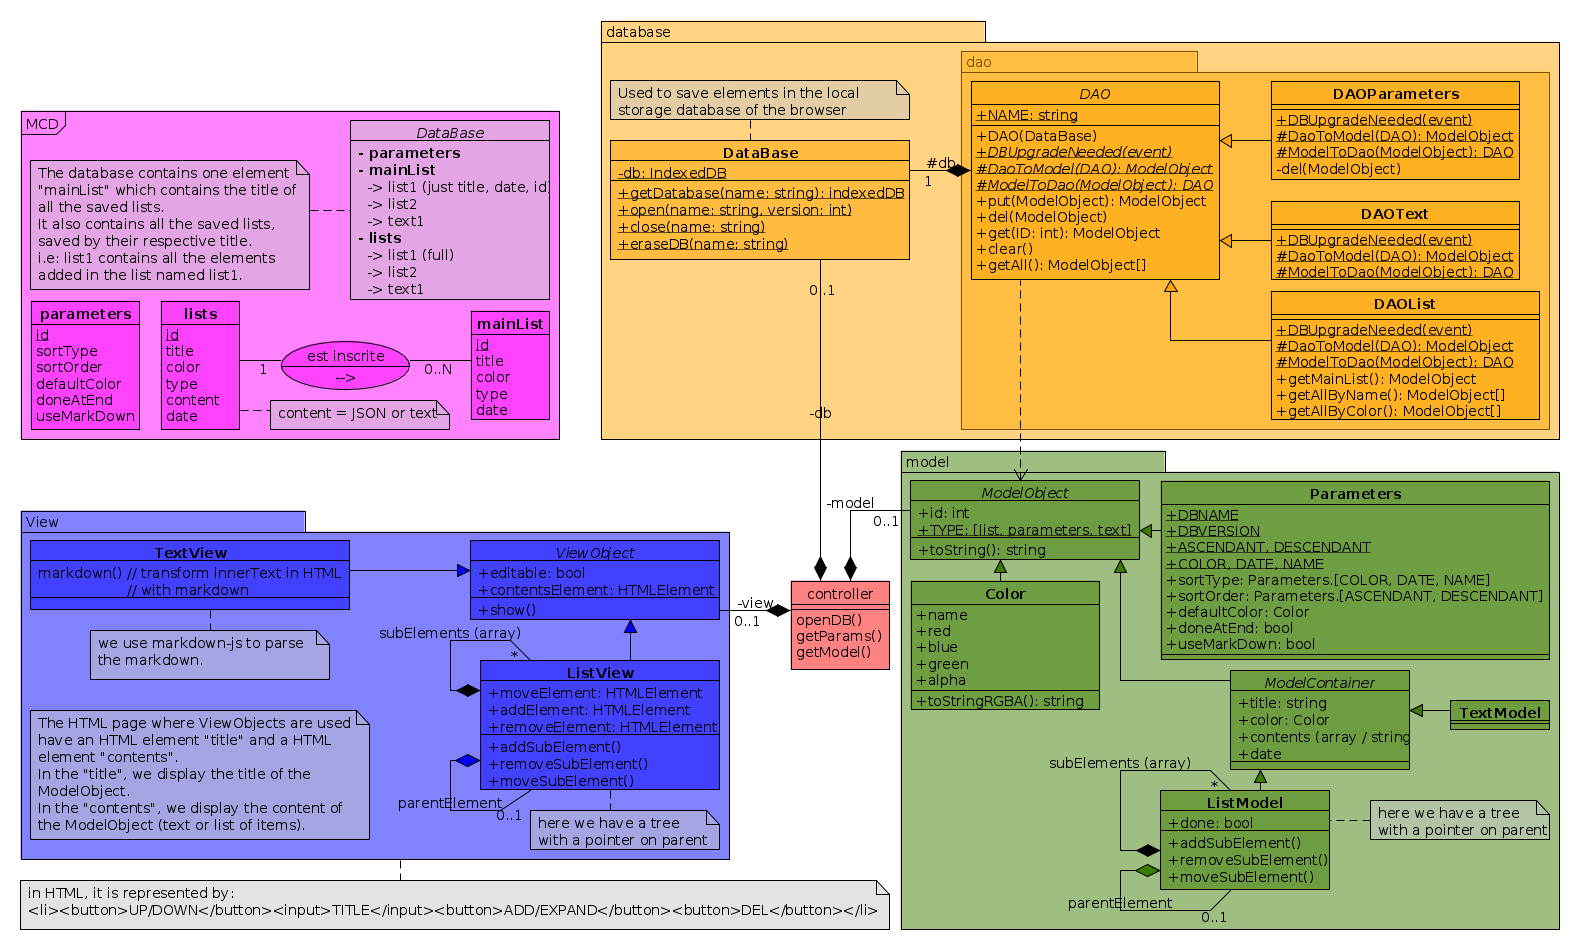 database
dao
Used to save elements in the local
storage database of the browser
DataBase
-db: IndexedDB
+getDatabase(name: string): indexedDB
+open(name: string, version: int)
+close(name: string)
+eraseDB(name: string)
#db
1
DAO
+NAME: string
+DAO(DataBase)
+DBUpgradeNeeded(event)
#DaoToModel(DAO): ModelObject
#ModelToDao(ModelObject): DAO
+put(ModelObject): ModelObject
+del(ModelObject)
+get(ID: int): ModelObject
+clear()
+getAll(): ModelObject[]
DAOParameters
+DBUpgradeNeeded(event)
#DaoToModel(DAO): ModelObject
#ModelToDao(ModelObject): DAO
-del(ModelObject)
DAOText
+DBUpgradeNeeded(event)
#DaoToModel(DAO): ModelObject
#ModelToDao(ModelObject): DAO
DAOList
+DBUpgradeNeeded(event)
#DaoToModel(DAO): ModelObject
#ModelToDao(ModelObject): DAO
+getMainList(): ModelObject
+getAllByName(): ModelObject[]
+getAllByColor(): ModelObject[]
0..1
-db
MCD
The database contains one element
"mainList" which contains the title of
all the saved lists.
It also contains all the saved lists,
saved by their respective title.
i.e: list1 contains all the elements
added in the list named list1.
DataBase
- parameters
- mainList
-> list1 (just title, date, id)
-> list2
-> text1
- lists
-> list1 (full)
-> list2
-> text1
parameters
id
sortType
sortOrder
defaultColor
doneAtEnd
useMarkDown
lists
id
title
color
type
content
date
1
est inscrite
-->
0..N
mainList
id
title
color
type
date
content = JSON or text
View
TextView
markdown() // transform innerText in HTML
// with markdown
we use markdown-js to parse
the markdown.
ViewObject
+editable: bool
+contentsElement: HTMLElement
+show()
-view
0..1
subElements (array)
*
ListView
+moveElement: HTMLElement
+addElement: HTMLElement
+removeElement: HTMLElement
+addSubElement()
+removeSubElement()
+moveSubElement()
parentElement
0..1
here we have a tree
with a pointer on parent
The HTML page where ViewObjects are used
have an HTML element "title" and a HTML
element "contents".
In the "title", we display the title of the
ModelObject.
In the "contents", we display the content of
the ModelObject (text or list of items).
in HTML, it is represented by:
<li><button>UP/DOWN</button><input>TITLE</input><button>ADD/EXPAND</button><button>DEL</button></li>
controller
openDB()
getParams()
getModel()
-model
0..1
model
ModelObject
+id: int
+TYPE: [list, parameters, text]
+toString(): string
Color
+name
+red
+blue
+green
+alpha
+toStringRGBA(): string
Parameters
+DBNAME
+DBVERSION
+ASCENDANT, DESCENDANT
+COLOR, DATE, NAME
+sortType: Parameters.[COLOR, DATE, NAME]
+sortOrder: Parameters.[ASCENDANT, DESCENDANT]
+defaultColor: Color
+doneAtEnd: bool
+useMarkDown: bool
ModelContainer
+title: string
+color: Color
+contents (array / string
+date
TextModel
subElements (array)
*
ListModel
+done: bool
+addSubElement()
+removeSubElement()
+moveSubElement()
parentElement
0..1
here we have a tree
with a pointer on parent